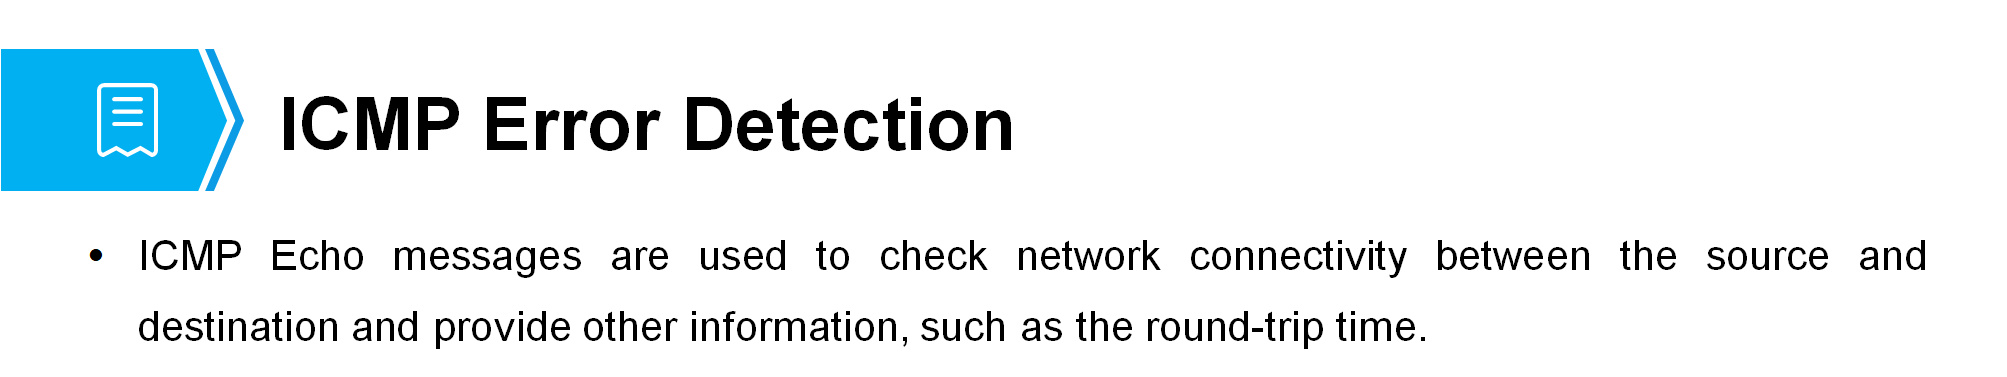 ICMP Error Detection
• ICMP Echo messages are used to check network connectivity between the source and
destination and provide other information, such as the round-trip time.